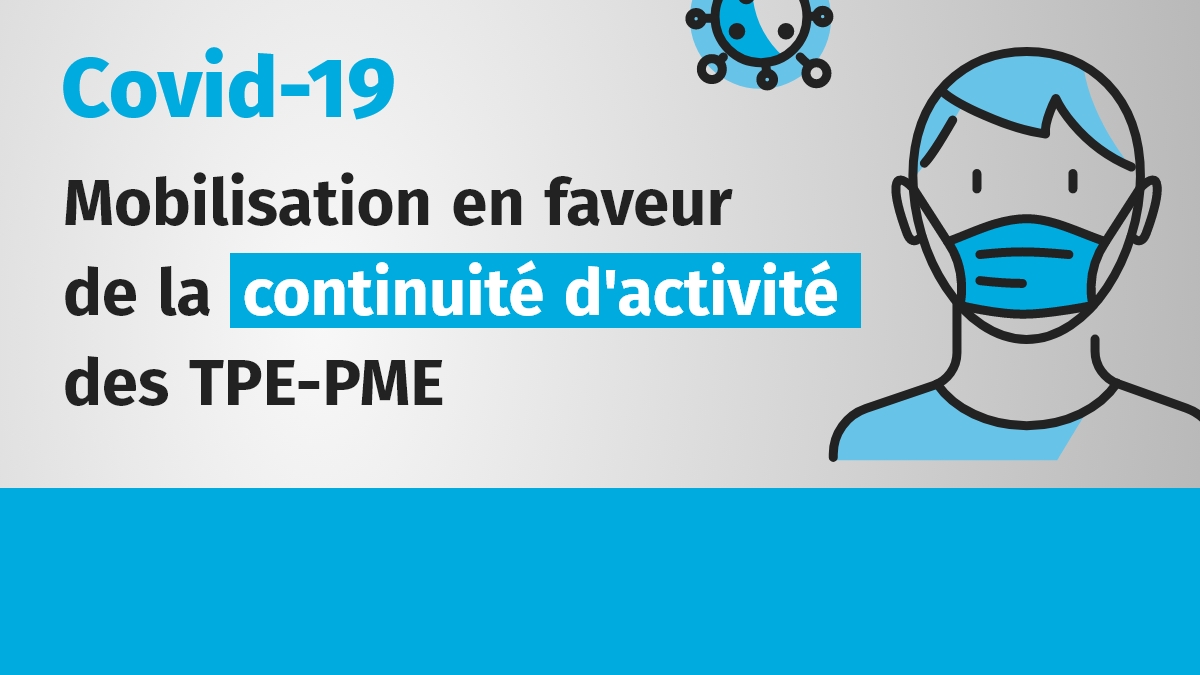 Covid-19
Mobilisation en faveur
de la continuité d'activité
des TPE-PME